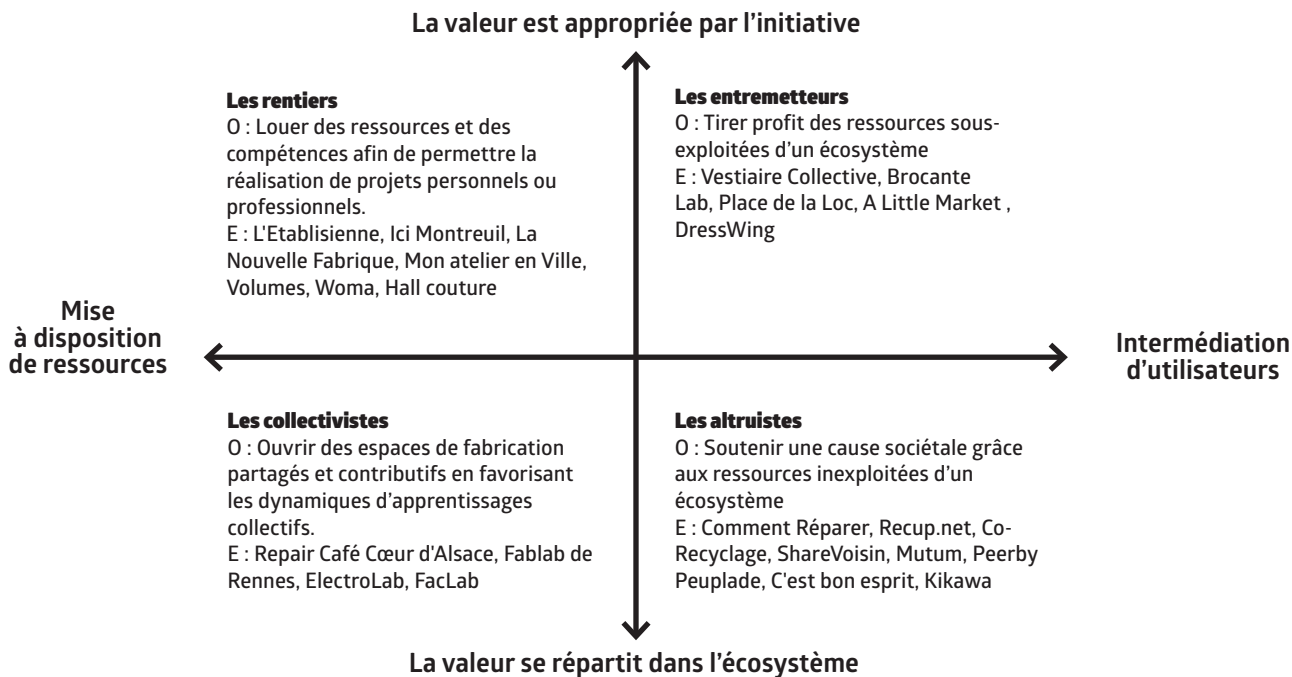 La valeur est appropriée par l'initiative
Les rentiers
O : Louer des ressources et des
compétences afin de permettre la
réalisation de projets personnels ou
professionnels.
E : L'Etablisienne, Ici Montreuil, La
Nouvelle Fabrique, Mon atelier en Ville,
Volumes, Woma, Hall couture
Les entremetteurs
O : Tirer profit des ressources sous-
exploitées d'un écosystème
E : Vestiaire Collective, Brocante
Lab, Place de la Loc, A Little Market ,
DressWing
Mise
à disposition
de ressources
Intermédiation
d'utilisateurs
Les collectivistes
O : Ouvrir des espaces de fabrication
partagés et contributifs en favorisant
les dynamiques d'apprentissages
collectifs.
E : Repair Café Cœur d'Alsace, Fablab de
Rennes, ElectroLab, FacLab
Les altruistes
O : Soutenir une cause sociétale grâce
aux ressources inexploitées d'un
écosystème
E : Comment Réparer, Recup.net, Co-
Recyclage, ShareVoisin, Mutum, Peerby
Peuplade, C'est bon esprit, Kikawa
La valeur se répartit dans l'écosystème